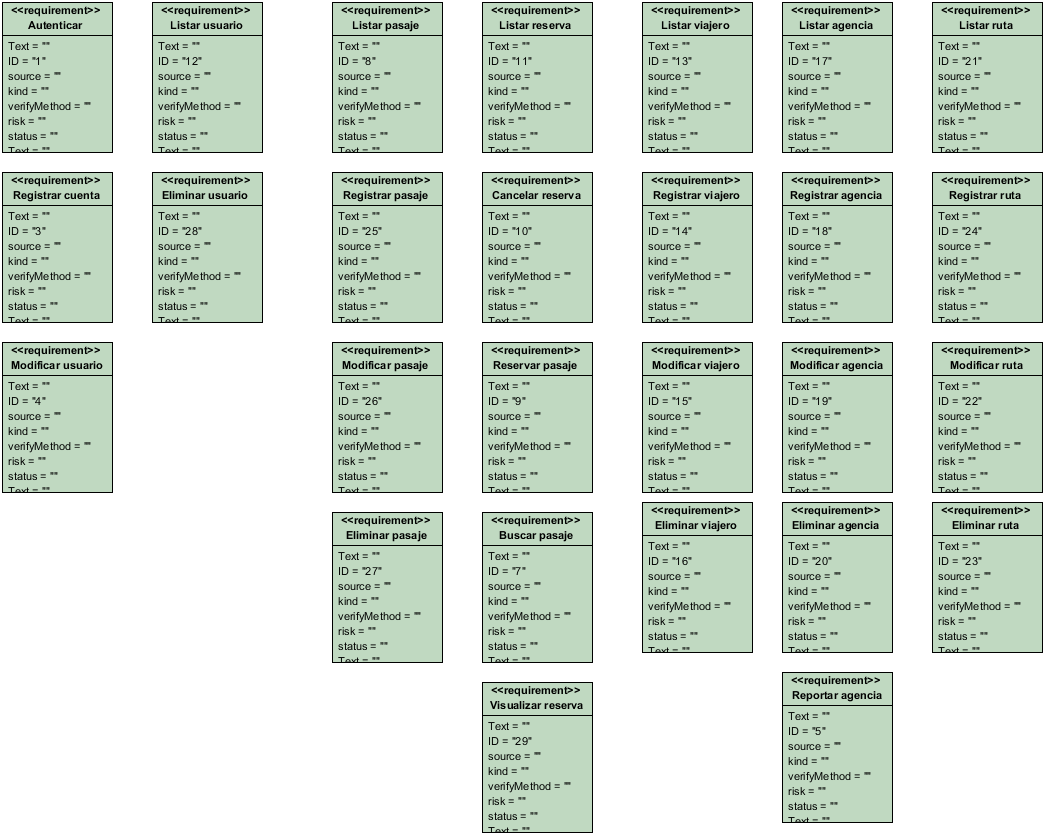 <<requirement>>
Autenticar
Text = ""
ID = "1"
source = ""
kind = ""
verifyMethod = ""
risk = ""
status = ""
Text = ""
<<requirement>>
Listar usuario
Text = ""
ID = "12"
source = ""
kind = ""
verifyMethod = ""
risk = ""
status = ""
Text = ""
<<requirement>>
Listar pasaje
Text = ""
ID = "8"
source = ""
kind = ""
verifyMethod = ""
risk = ""
status = ""
Text = ""
<<requirement>>
Listar reserva
Text = ""
ID = "11"
source = ""
kind = ""
verifyMethod = ""
risk = ""
status = ""
Text = ""
<<requirement>>
Listar viajero
Text = ""
ID = "13"
source = ""
kind = ""
verifyMethod = ""
risk = ""
status = ""
Text = ""
<<requirement>>
Listar agencia
Text = ""
ID = "17"
source = ""
kind = ""
verifyMethod = ""
risk = ""
status = ""
Text = ""
<<requirement>>
Listar ruta
Text = ""
ID = "21"
source = ""
kind = ""
verifyMethod = ""
risk = ""
status = ""
Text = ""
<<requirement>>
Registrar cuenta
Text = ""
ID = "3"
source = ""
kind = ""
verifyMethod = ""
risk = ""
status = ""
Text = ""
<<requirement>>
Eliminar usuario
Text = ""
ID = "28"
source = ""
kind = ""
verifyMethod = ""
risk = ""
status = ""
Text = ""
<<requirement>>
Registrar pasaje
Text = ""
ID = "25"
source = ""
kind = ""
verifyMethod = ""
risk = ""
status = ""
Text = ""
<<requirement>>
Cancelar reserva
Text = ""
ID = "10"
source = ""
kind = ""
verifyMethod = ""
risk = ""
status = ""
Text = ""
<<requirement>>
Registrar viajero
Text = ""
ID = "14"
source = ""
kind = ""
verifyMethod = ""
risk = ""
status = ""
Text = ""
<<requirement>>
Registrar agencia
Text = ""
ID = "18"
source = ""
kind = ""
verifyMethod = ""
risk = ""
status = ""
Text = ""
<<requirement>>
Registrar ruta
Text = ""
ID = "24"
source = ""
kind = ""
verifyMethod = ""
risk = ""
status = ""
Text = ""
<<requirement>>
Modificar usuario
Text = ""
ID = "4"
source = ""
kind = ""
verifyMethod = ""
risk = ""
status = ""
Text = ""
<<requirement>>
Modificar pasaje
Text = ""
ID = "26"
source = ""
kind = ""
verifyMethod = ""
risk = ""
status = ""
Text = ""
<<requirement>>
Reservar pasaje
Text = ""
ID = "9"
source = ""
kind = ""
verifyMethod = ""
risk = ""
status = ""
Text = ""
<<requirement>>
Modificar viajero
Text = ""
ID = "15"
source = ""
kind = ""
verifyMethod = ""
risk = ""
status = ""
Text = ""
<<requirement>>
Modificar agencia
Text = ""
ID = "19"
source = ""
kind = ""
verifyMethod = ""
risk = ""
status = ""
Text = ""
<<requirement>>
Modificar ruta
Text = ""
ID = "22"
source = ""
kind = ""
verifyMethod = ""
risk = ""
status = ""
Text = ""
<<requirement>>
Eliminar pasaje
Text = ""
ID = "27"
source = ""
kind = ""
verifyMethod = ""
risk = ""
status = ""
Text = ""
<<requirement>>
Buscar pasaje
Text = ""
ID = "7"
source = ""
kind = ""
verifyMethod = ""
risk = ""
status = ""
Text = ""
<<requirement>>
Eliminar viajero
Text = ""
ID = "16"
source = ""
kind = ""
verifyMethod = ""
risk = ""
status = ""
Text = ""
<<requirement>>
Eliminar agencia
Text = ""
ID = "20"
source = ""
kind = ""
verifyMethod = ""
risk = ""
status = ""
Text = ""
<<requirement>>
Eliminar ruta
Text = ""
ID = "23"
source = ""
kind = ""
verifyMethod = ""
risk = ""
status = ""
Text = ""
<<requirement>>
Visualizar reserva
Text = ""
ID = "29"
source = ""
kind = ""
verifyMethod = ""
risk = ""
status = ""
Text = ""
<<requirement>>
Reportar agencia
Text = ""
ID = "5"
source = ""
kind = ""
verifyMethod = ""
risk = ""
status = ""
Text = ""